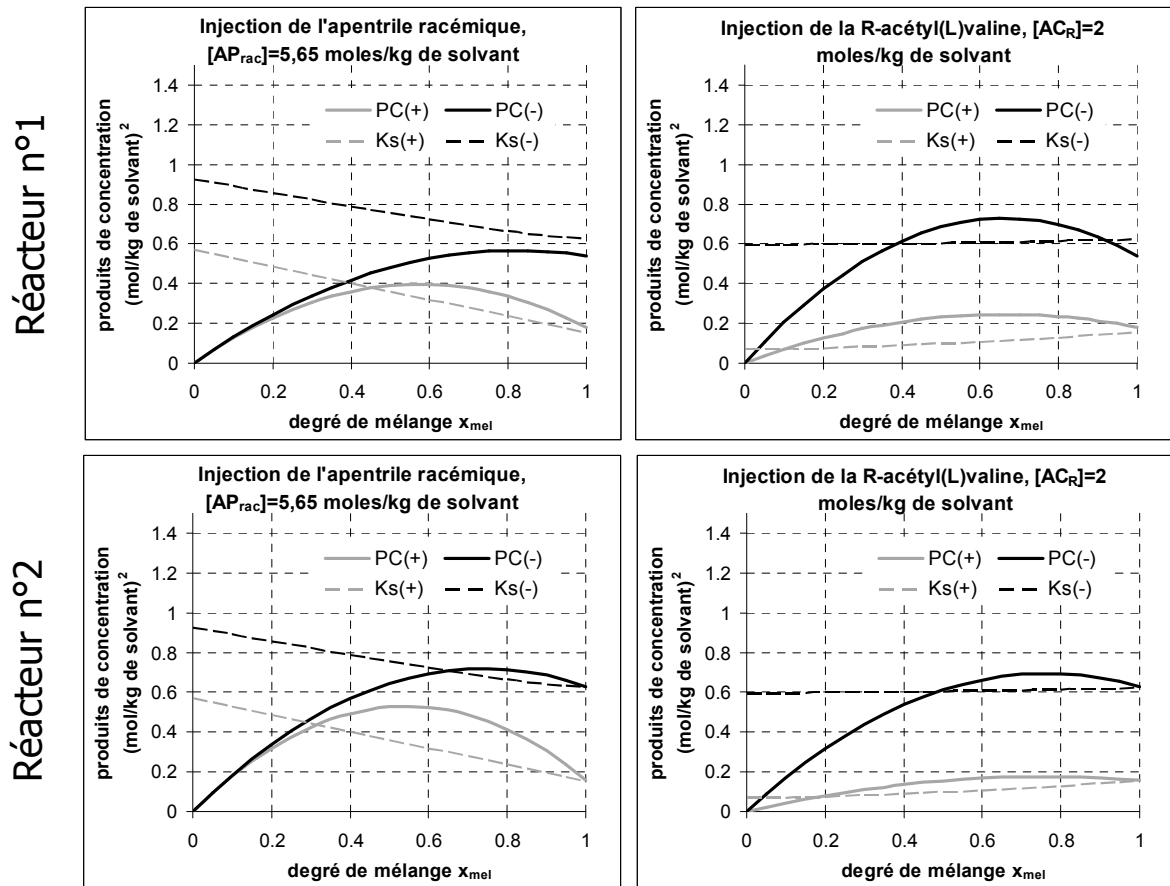 Réacteur n°1
Injection de l'apentrile racémique,
[AP_rac]=5,65 moles/kg de solvant
produits de concentration
(mol/kg de solvant)²
1.4
1.2
1
0.8
0.6
0.4
0.2
0
PC(+) PC(-)
Ks(+) Ks(-)
0 0.2 0.4 0.6 0.8 1
degré de mélange x_mel
Injection de la R-acétyl(L)valine, [AC_R]=2
moles/kg de solvant
produits de concentration
(mol/kg de solvant)²
1.4
1.2
1
0.8
0.6
0.4
0.2
0
PC(+) PC(-)
Ks(+) Ks(-)
0 0.2 0.4 0.6 0.8 1
degré de mélange x_mel
Réacteur n°2
Injection de l'apentrile racémique,
[AP_rac]=5,65 moles/kg de solvant
produits de concentration
(mol/kg de solvant)²
1.4
1.2
1
0.8
0.6
0.4
0.2
0
PC(+) PC(-)
Ks(+) Ks(-)
0 0.2 0.4 0.6 0.8 1
degré de mélange x_mel
Injection de la R-acétyl(L)valine, [AC_R]=2
moles/kg de solvant
produits de concentration
(mol/kg de solvant)²
1.4
1.2
1
0.8
0.6
0.4
0.2
0
PC(+) PC(-)
Ks(+) Ks(-)
0 0.2 0.4 0.6 0.8 1
degré de mélange x_mel